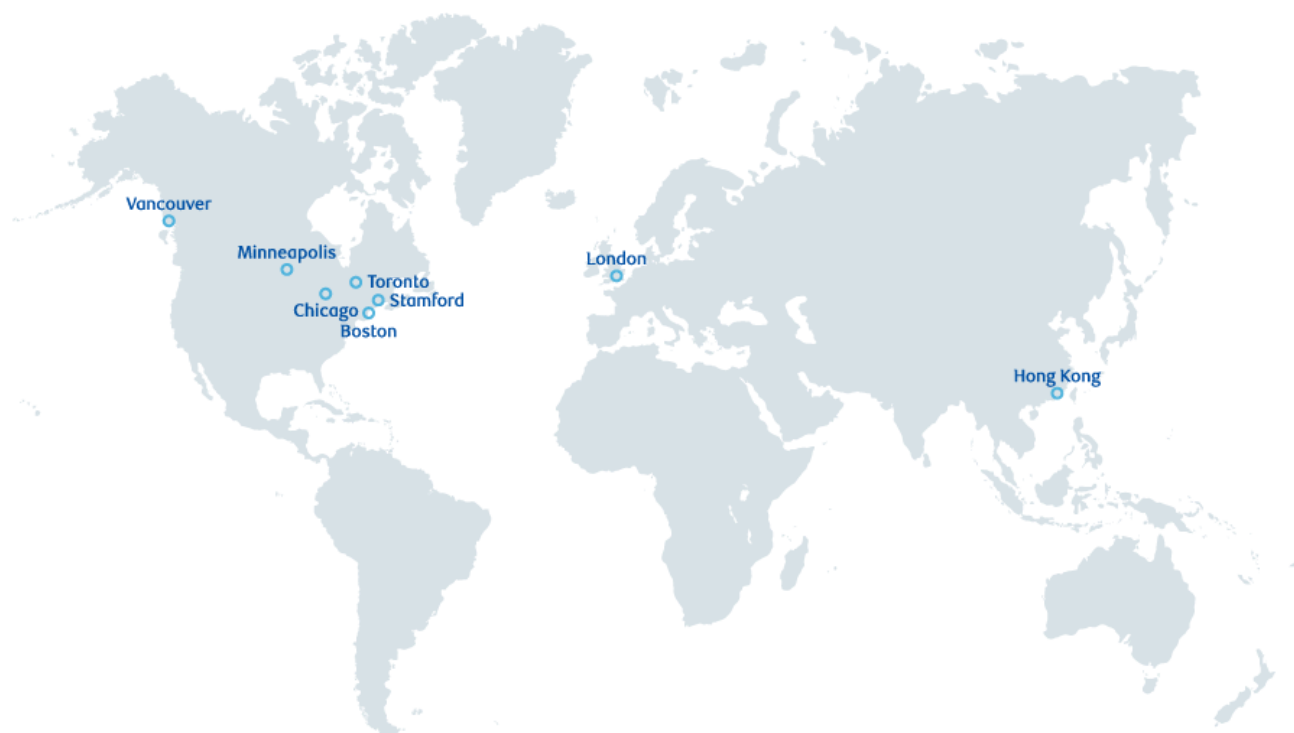 Vancouver
Minneapolis
London
Toronto
Stamford
Chicago
Boston
Hong Kong